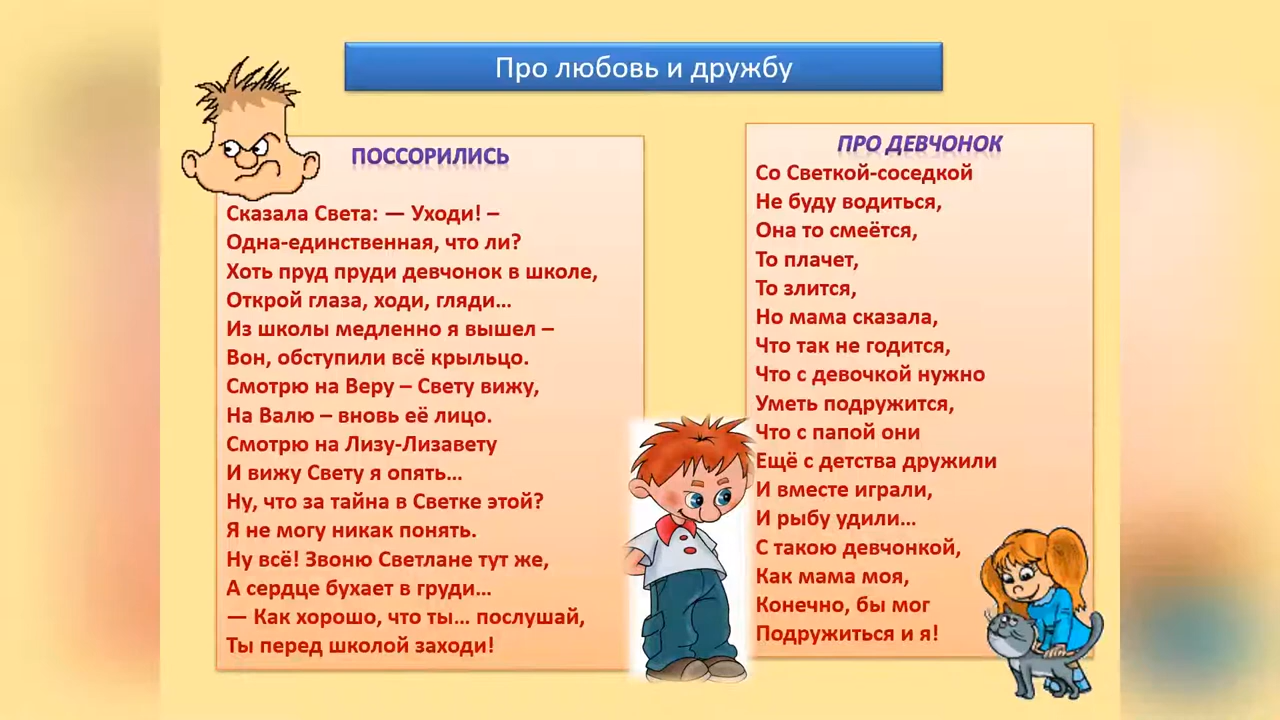 Про любовь и дружбу
ПОССОРИЛИСЬ
Сказала Света: — Уходи! –
Одна-единственная, что ли?
Хоть пруд пруди девчонок в школе,
Открой глаза, ходи, гляди…
Из школы медленно я вышел –
Вон, обступили всё крыльцо.
Смотрю на Веру – Свету вижу,
На Валю – вновь её лицо.
Смотрю на Лизу-Лизавету
И вижу Свету я опять…
Ну, что за тайна в Светке этой?
Я не могу никак понять.
Ну всё! Звоню Светлане тут же,
А сердце бухает в груди…
— Как хорошо, что ты… послушай,
Ты перед школой заходи!
ПРО ДЕВЧОНОК
Со Светкой-соседкой
Не буду водиться,
Она то смеётся,
То плачет,
То злится,
Но мама сказала,
Что так не годится,
Что с девочкой нужно
Уметь подружится,
Что с папой они
Ещё с детства дружили
И вместе играли,
И рыбу удили…
С такою девчонкой,
Как мама моя,
Конечно, бы мог
Подружиться и я!